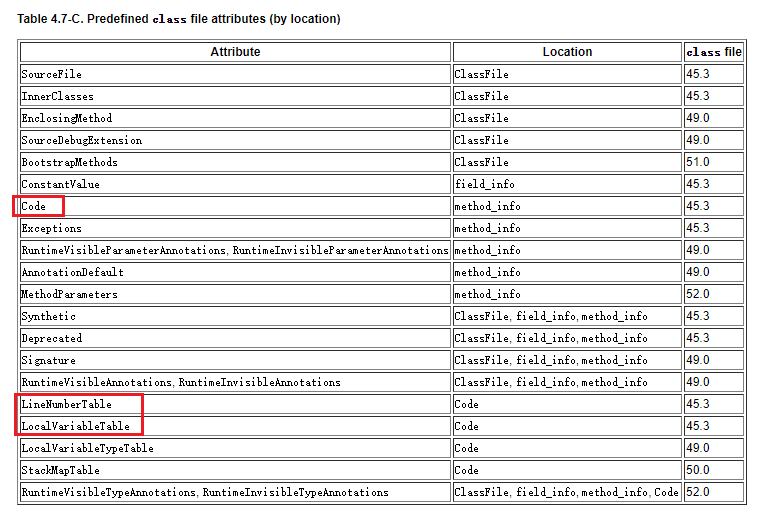 Table 4.7-C. Predefined class file attributes (by location)
Attribute Location class file
SourceFile ClassFile 45.3
InnerClasses ClassFile 45.3
EnclosingMethod ClassFile 49.0
SourceDebugExtension ClassFile 49.0
BootstrapMethods ClassFile 51.0
ConstantValue field_info 45.3
Code method_info 45.3
Exceptions method_info 45.3
RuntimeVisibleParameterAnnotations, RuntimeInvisibleParameterAnnotations method_info 49.0
AnnotationDefault method_info 49.0
MethodParameters method_info 52.0
Synthetic ClassFile, field_info, method_info 45.3
Deprecated ClassFile, field_info, method_info 45.3
Signature ClassFile, field_info, method_info 49.0
RuntimeVisibleAnnotations, RuntimeInvisibleAnnotations ClassFile, field_info, method_info 49.0
LineNumberTable Code 45.3
LocalVariableTable Code 45.3
LocalVariableTypeTable Code 49.0
StackMapTable Code 50.0
RuntimeVisibleTypeAnnotations, RuntimeInvisibleTypeAnnotations ClassFile, field_info, method_info, Code 52.0